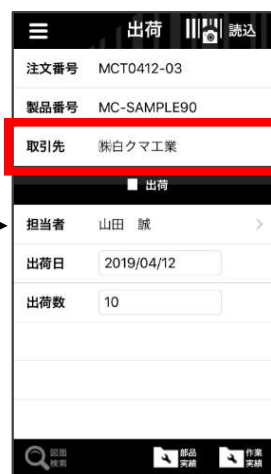 出荷 読込
注文番号 MCT0412-03
製品番号 MC-SAMPLE90
取引先 ㈱白クマ工業
■ 出荷
担当者 山田 誠 >
出荷日 2019/04/12
出荷数 10
図面
検索
部品
実績
作業
実績